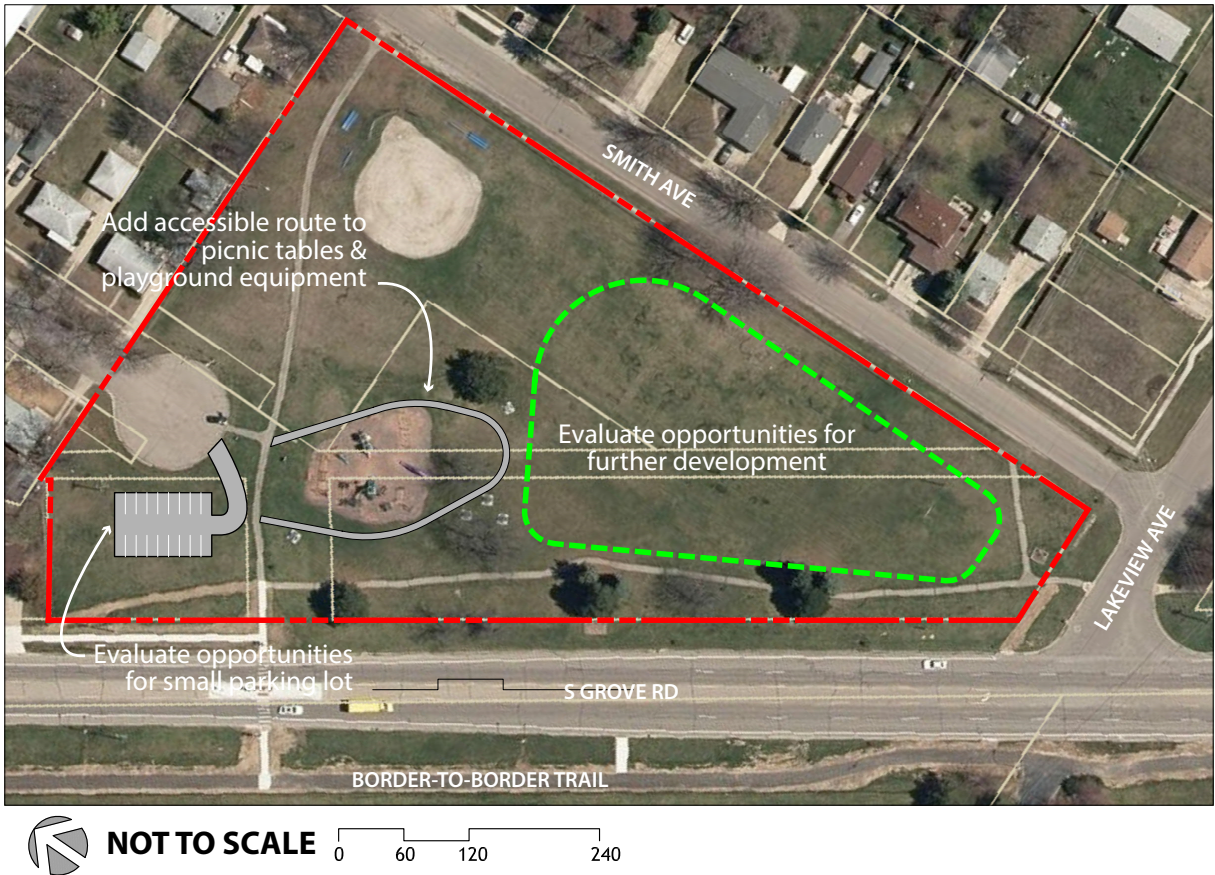 SMITH AVE
Add accessible route to
picnic tables &
playground equipment
Evaluate opportunities for
further development
LAKEVIEW AVE
Evaluate opportunities
for small parking lot
S GROVE RD
BORDER-TO-BORDER TRAIL
NOT TO SCALE
0 60 120 240